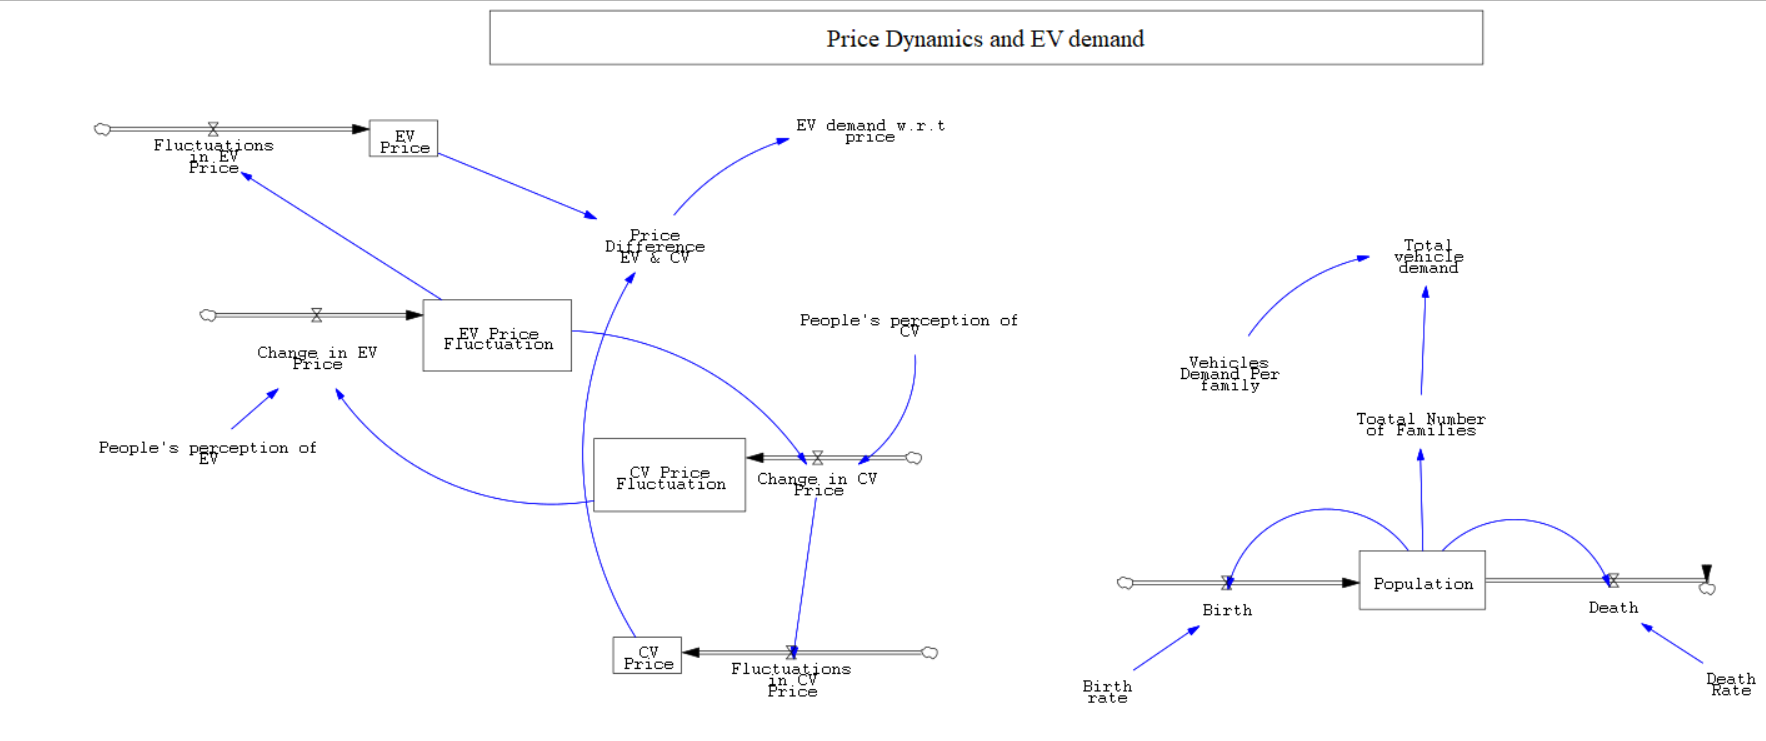 Price Dynamics and EV demand
Fluctuations
in EV
Price
EV
Price
EV demand w.r.t
price
Price
Difference
EV & CV
Total
vehicle
demand
EV Price
Fluctuation
People's perception of
CV
Change in EV
Price
Vehicles
Demand Per
family
Toatal Number
of Families
People's perception of
EV
CV Price
Fluctuation
Change in CV
Price
Population
Birth
Death
CV
Price
Fluctuations
in CV
Price
Birth
rate
Death
Rate